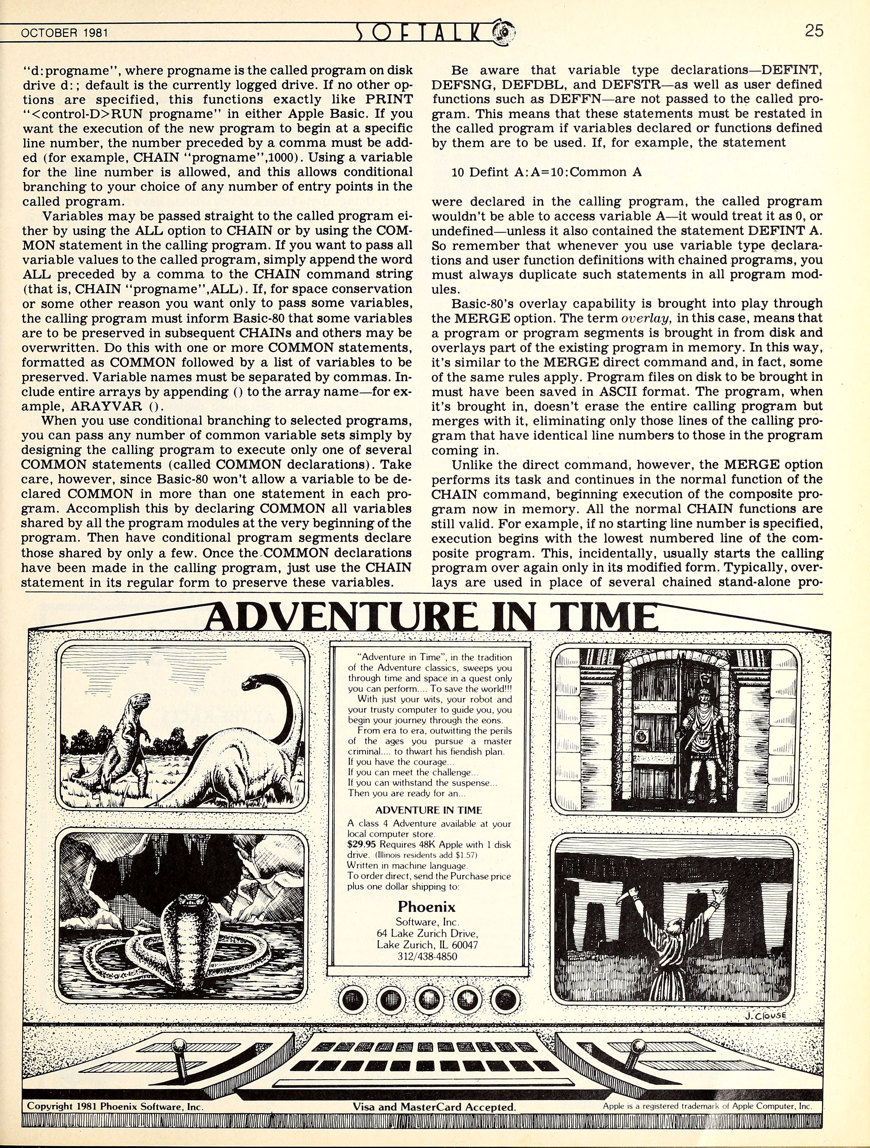 OCTOBER 1981
SOFTALK
25
"d:progname", where progname is the called program on disk
drive d:; default is the currently logged drive. If no other op-
tions are specified, this functions exactly like PRINT
"<control-D>RUN progname" in either Apple Basic. If you
want the execution of the new program to begin at a specific
line number, the number preceded by a comma must be add-
ed (for example, CHAIN "progname",1000). Using a variable
for the line number is allowed, and this allows conditional
branching to your choice of any number of entry points in the
called program.
Variables may be passed straight to the called program ei-
ther by using the ALL option to CHAIN or by using the COM-
MON statement in the calling program. If you want to pass all
variable values to the called program, simply append the word
ALL preceded by a comma to the CHAIN command string
(that is, CHAIN "progname",ALL). If, for space conservation
or some other reason you want only to pass some variables,
the calling program must inform Basic-80 that some variables
are to be preserved in subsequent CHAINs and others may be
overwritten. Do this with one or more COMMON statements,
formatted as COMMON followed by a list of variables to be
preserved. Variable names must be separated by commas. In-
clude entire arrays by appending () to the array name—for ex-
ample, ARAYVAR ().
When you use conditional branching to selected programs,
you can pass any number of common variable sets simply by
designing the calling program to execute only one of several
COMMON statements (called COMMON declarations). Take
care, however, since Basic-80 won't allow a variable to be de-
clared COMMON in more than one statement in each pro-
gram. Accomplish this by declaring COMMON all variables
shared by all the program modules at the very beginning of the
program. Then have conditional program segments declare
those shared by only a few. Once the COMMON declarations
have been made in the calling program, just use the CHAIN
statement in its regular form to preserve these variables.
Be aware that variable type declarations—DEFINT,
DEFSNG, DEFDBL, and DEFSTR—as well as user defined
functions such as DEFFN—are not passed to the called pro-
gram. This means that these statements must be restated in
the called program if variables declared or functions defined
by them are to be used. If, for example, the statement
10 Defint A:A=10:Common A
were declared in the calling program, the called program
wouldn't be able to access variable A—it would treat it as 0, or
undefined—unless it also contained the statement DEFINT A.
So remember that whenever you use variable type declara-
tions and user function definitions with chained programs, you
must always duplicate such statements in all program mod-
ules.
Basic-80's overlay capability is brought into play through
the MERGE option. The term overlay, in this case, means that
a program or program segments is brought in from disk and
overlays part of the existing program in memory. In this way,
it's similar to the MERGE direct command and, in fact, some
of the same rules apply. Program files on disk to be brought in
must have been saved in ASCII format. The program, when
it's brought in, doesn't erase the entire calling program but
merges with it, eliminating only those lines of the calling pro-
gram that have identical line numbers to those in the program
coming in.
Unlike the direct command, however, the MERGE option
performs its task and continues in the normal function of the
CHAIN command, beginning execution of the composite pro-
gram now in memory. All the normal CHAIN functions are
still valid. For example, if no starting line number is specified,
execution begins with the lowest numbered line of the com-
posite program. This, incidentally, usually starts the calling
program over again only in its modified form. Typically, over-
lays are used in place of several chained stand-alone pro-
ADVENTURE IN TIME
"Adventure in Time", in the tradition
of the Adventure classics, sweeps you
through time and space in a quest only
you can perform.... To save the world!!!
With just your wits, your robot and
your trusty computer to guide you, you
begin your journey through the eons.
From era to era, outwitting the perils
of the ages you pursue a master
criminal.... to thwart his fiendish plan.
If you have the courage...
If you can meet the challenge...
If you can withstand the suspense...
Then you are ready for an...
ADVENTURE IN TIME
A class 4 Adventure available at your
local computer store.
$29.95 Requires 48K Apple with 1 disk
drive. (Illinois residents add $1.57)
Written in machine language.
To order direct, send the Purchase price
plus one dollar shipping to:
Phoenix
Software, Inc.
64 Lake Zurich Drive,
Lake Zurich, IL 60047
312/438-4850
J. CLOUSE
Copyright 1981 Phoenix Software, Inc.
Visa and MasterCard Accepted.
Apple is a registered trademark of Apple Computer, Inc.